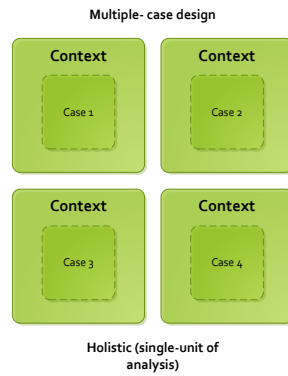 Multiple- case design
Context
Context
Case 1
Case 2
Context
Context
Case 3
Case 4
Holistic (single-unit of
analysis)